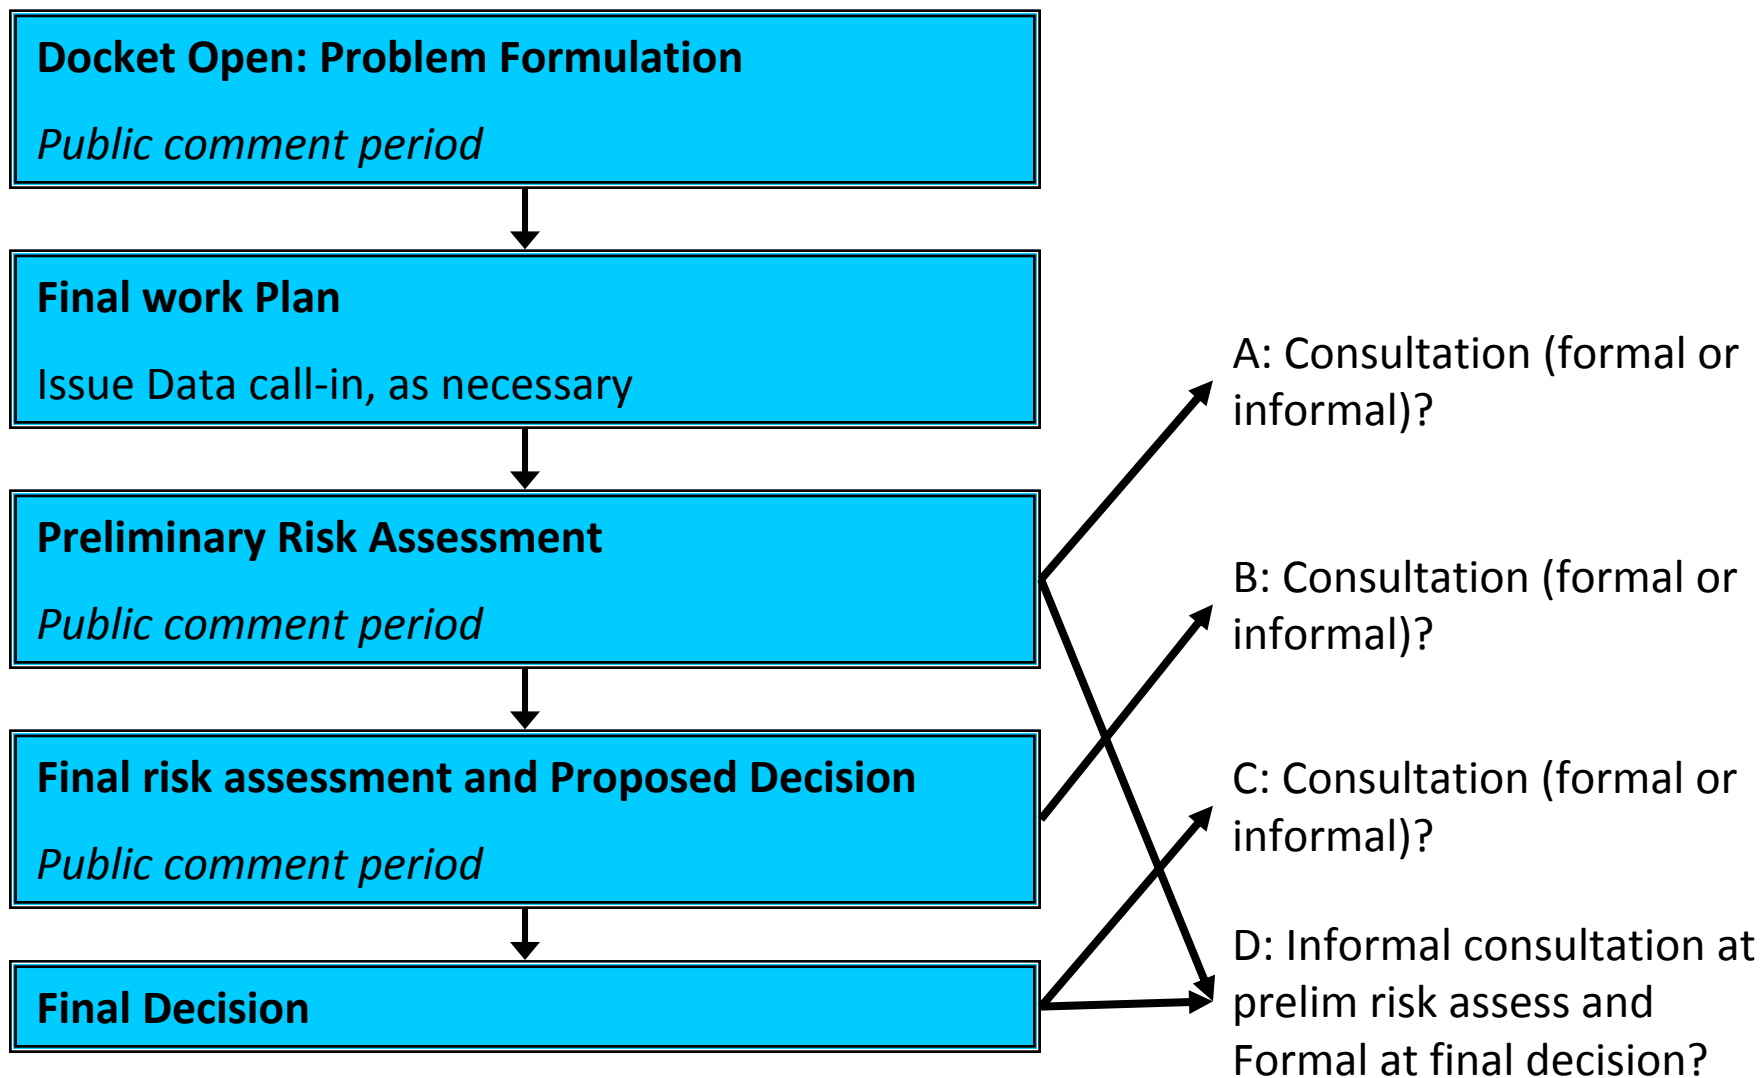 Docket Open: Problem Formulation
Public comment period
Final work Plan
Issue Data call-in, as necessary
Preliminary Risk Assessment
Public comment period
Final risk assessment and Proposed Decision
Public comment period
Final Decision
A: Consultation (formal or
informal)?
B: Consultation (formal or
informal)?
C: Consultation (formal or
informal)?
D: Informal consultation at
prelim risk assess and
Formal at final decision?